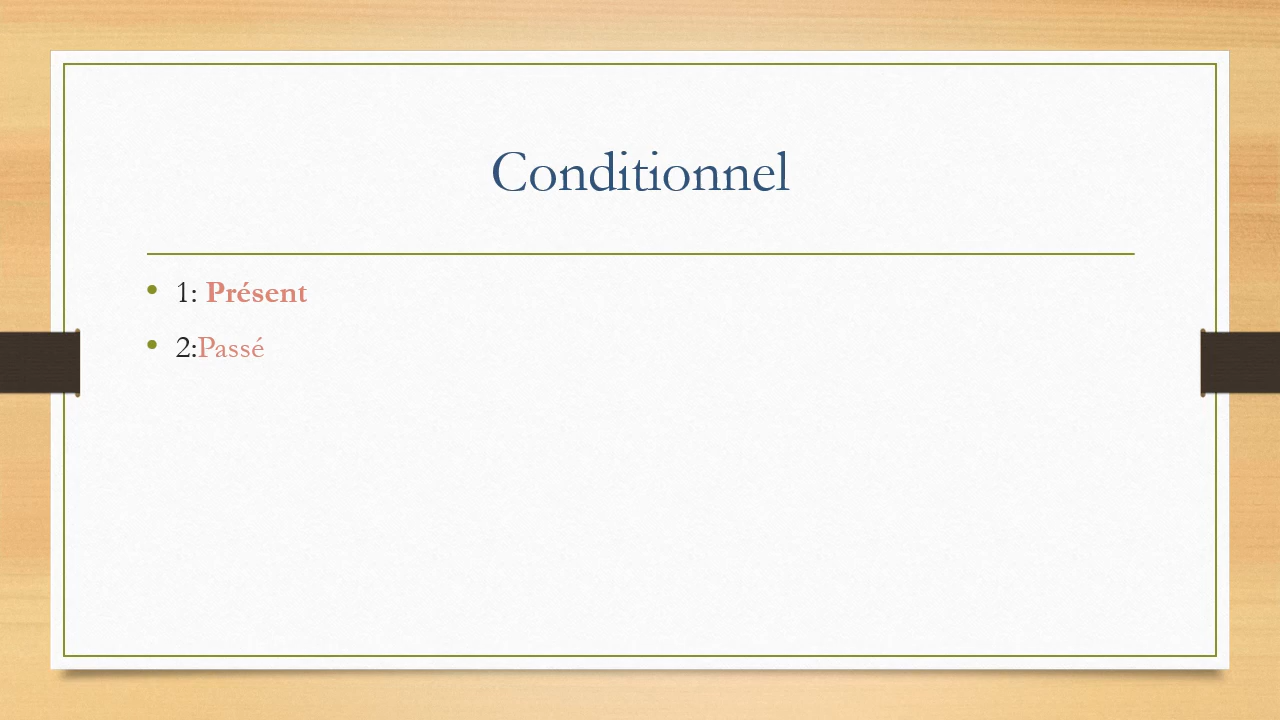 Conditionnel
• 1: Présent
• 2:Passé